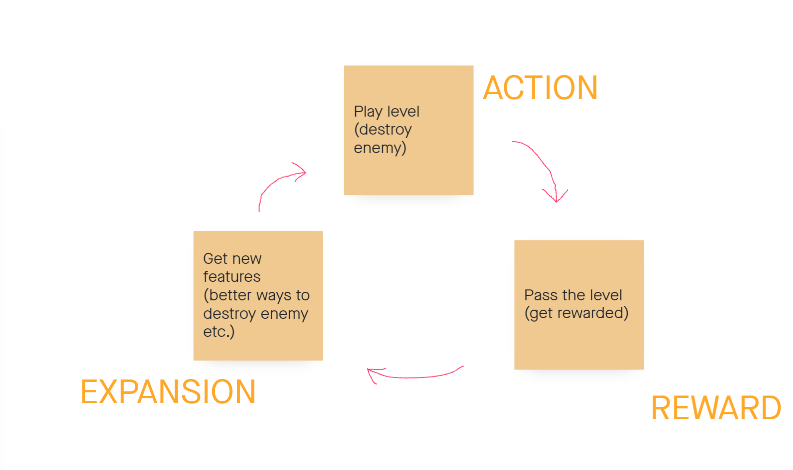 ACTION
Play level
(destroy
enemy)
Get new
features
(better ways to
destroy enemy
etc.)
Pass the level
(get rewarded)
EXPANSION
REWARD